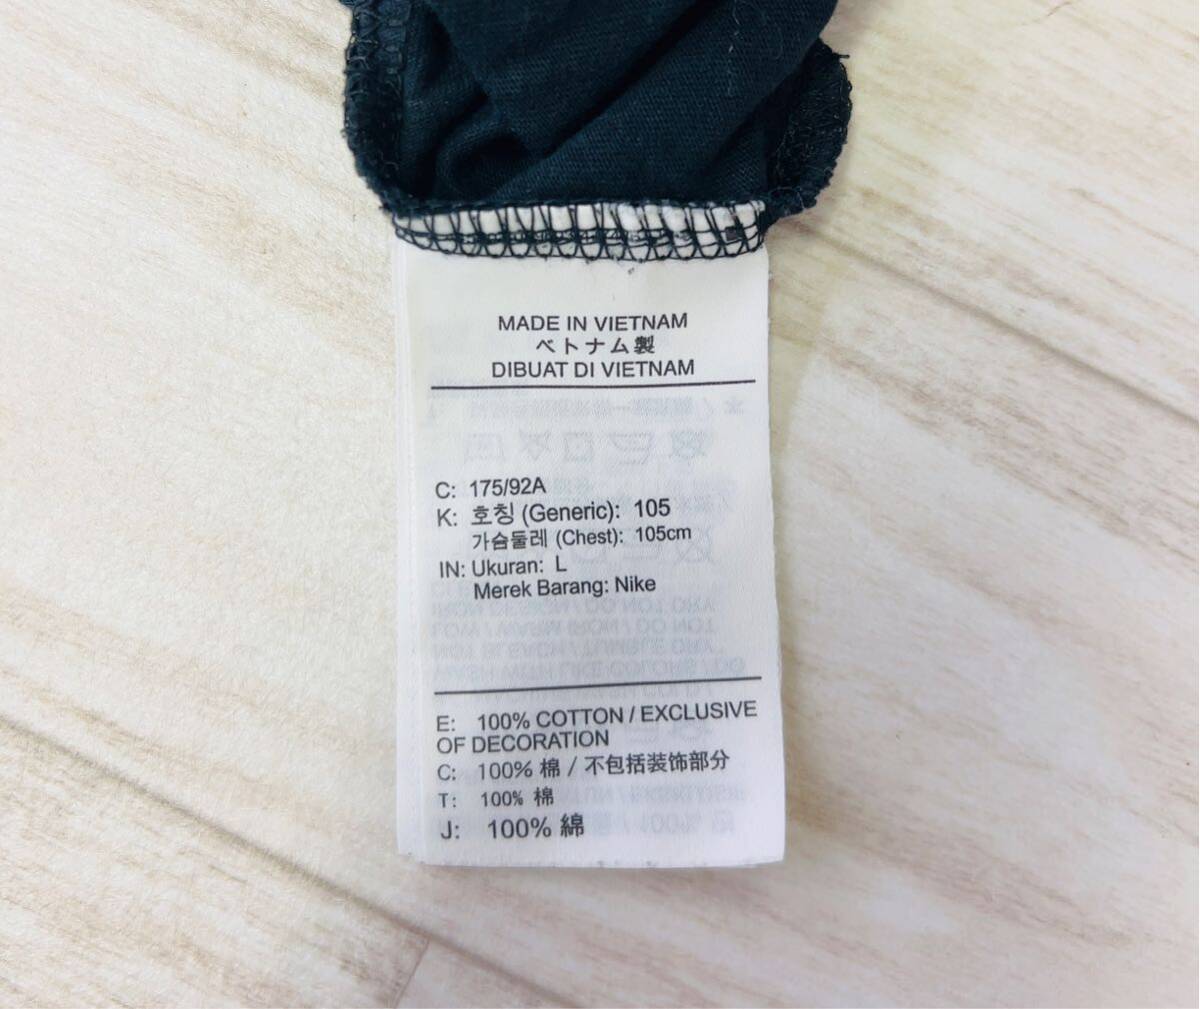 MADE IN VIETNAM
ベトナム製
DIBUAT DI VIETNAM
C: 175/92A
K: 호칭 (Generic): 105
가슴둘레 (Chest): 105cm
IN: Ukuran: L
Merek Barang: Nike
E: 100% COTTON / EXCLUSIVE
OF DECORATION
C: 100% 棉 / 不包括装饰部分
T: 100% 棉
J: 100% 綿